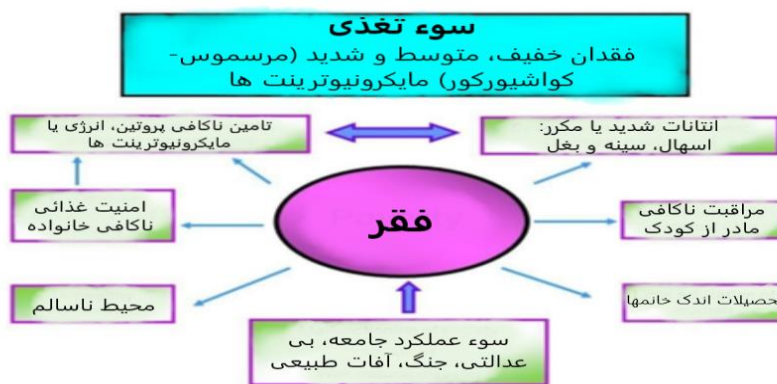 سوء تغذی
فقدان خفیف، متوسط و شدید (مرسموس-
کواشیورکور) مایکرونیوترینت ها
انتانات شدید یا مکرر:
اسهال، سینه و بغل
تامین ناکافی پروتین، انرژی یا
مایکرونیوترینت ها
مراقبت ناکافی
مادر از کودک
فقر
امنیت غذائی
ناکافی خانواده
حصیلات اندک خانمها
محیط ناسالم
سوء عملکرد جامعه، بی
عدالتی، جنگ، آفات طبیعی